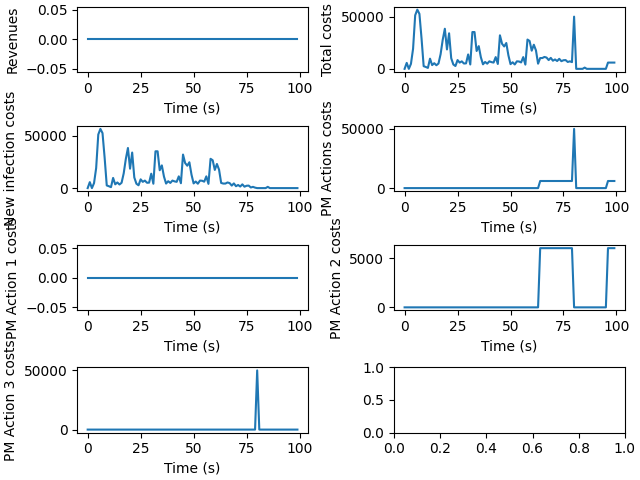 Revenues
0.05
0.00
−0.05
0 25 50 75 100
Time (s)
Total costs
50000
0
0 25 50 75 100
Time (s)
New infection costs
50000
0
0 25 50 75 100
Time (s)
PM Actions costs
50000
0
0 25 50 75 100
Time (s)
PM Action 1 costs
0.05
0.00
−0.05
0 25 50 75 100
Time (s)
PM Action 2 costs
5000
0
0 25 50 75 100
Time (s)
PM Action 3 costs
50000
0
0 25 50 75 100
Time (s)
1.0
0.5
0.0
0.0 0.2 0.4 0.6 0.8 1.0